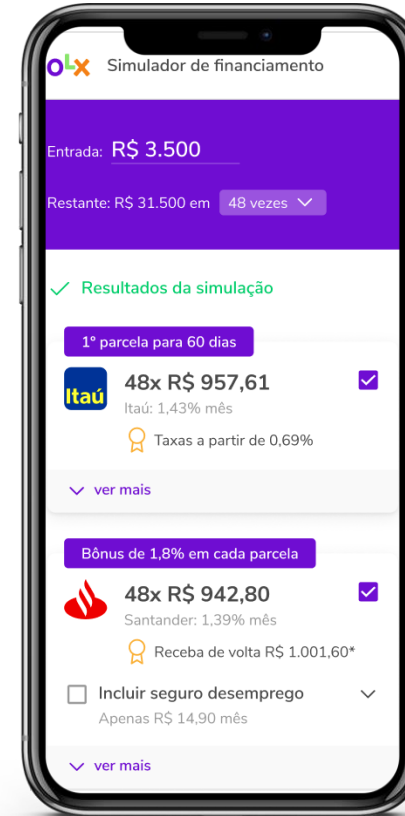 OLX Simulador de financiamento
Entrada: R$ 3.500
Restante: R$ 31.500 em 48 vezes
Resultados da simulação
1º parcela para 60 dias
Itaú
48x R$ 957,61
Itaú: 1,43% mês
Taxas a partir de 0,69%
ver mais
Bônus de 1,8% em cada parcela
48x R$ 942,80
Santander: 1,39% mês
Receba de volta R$ 1.001,60*
Incluir seguro desemprego
Apenas R$ 14,90 mês
ver mais